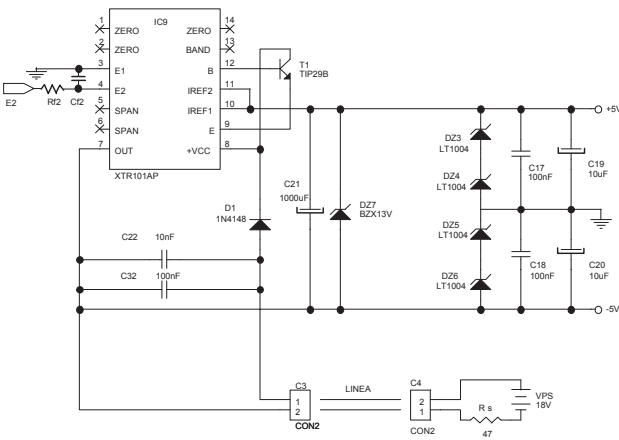 IC9
1 ZERO ZERO 14
2 ZERO BAND 13
3 E1 B 12
4 E2 IREF2 11
5 SPAN IREF1 10
6 SPAN E 9
7 OUT +VCC 8
XTR101AP
E2
Rf2
Cf2
T1
TIP29B
+5V
DZ3
LT1004
DZ4
LT1004
DZ5
LT1004
DZ6
LT1004
C17
100nF
C19
10uF
C18
100nF
C20
10uF
C21
1000uF
DZ7
BZX13V
D1
1N4148
C22 10nF
C32 100nF
-5V
C3
1
2
CON2
LINEA
C4
2
1
CON2
R s
47
VPS
18V